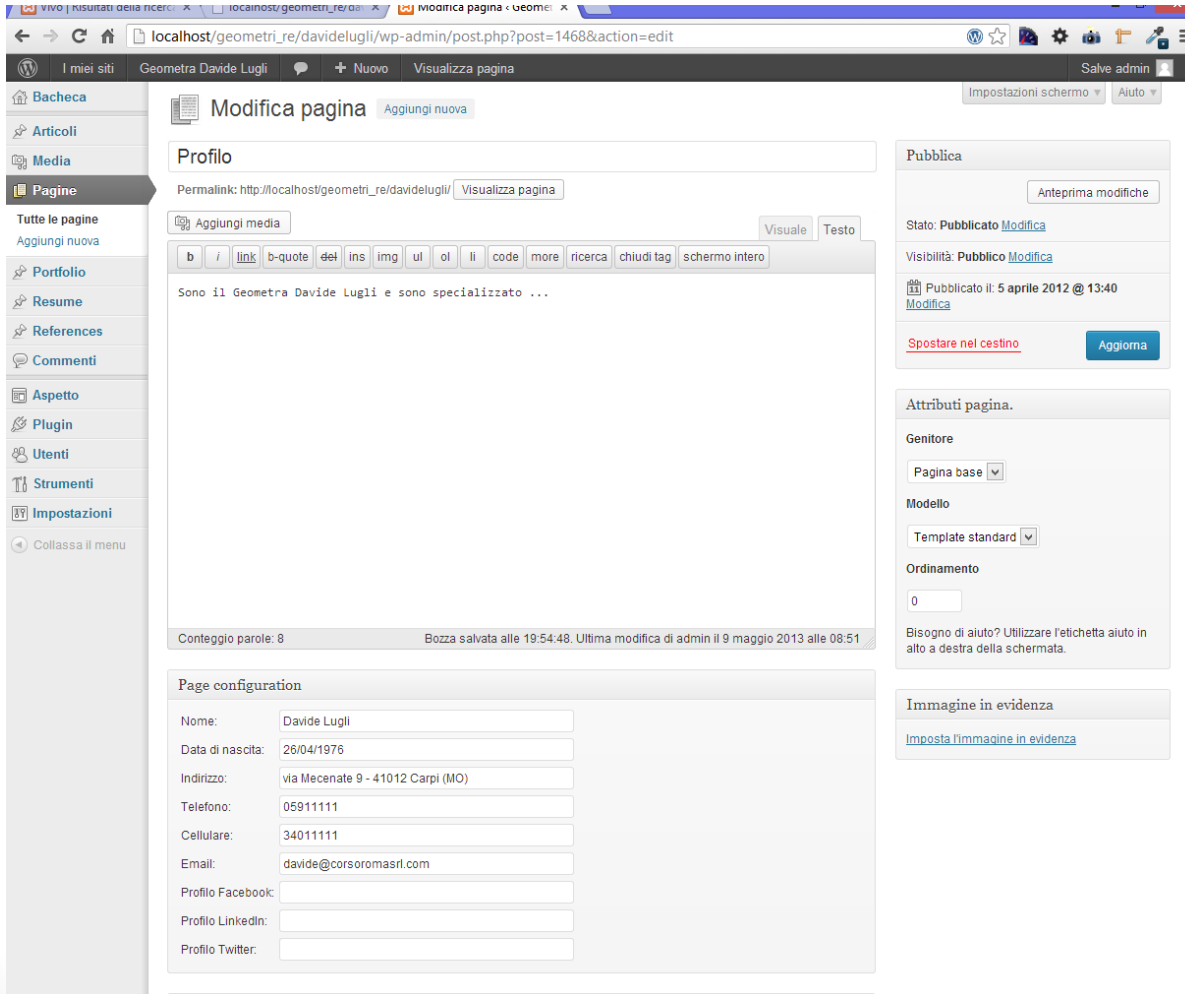 Vivo | Risultati della ricerca
localhost/geometri_re/dav
Modifica pagina ‹ Geomet
localhost/geometri_re/davidelugli/wp-admin/post.php?post=1468&action=edit
I miei siti Geometra Davide Lugli + Nuovo Visualizza pagina Salve admin
Bacheca
Articoli
Media
Pagine
Tutte le pagine
Aggiungi nuova
Portfolio
Resume
References
Commenti
Aspetto
Plugin
Utenti
Strumenti
Impostazioni
Collassa il menu
Impostazioni schermo Aiuto
Modifica pagina Aggiungi nuova
Profilo
Permalink: http://localhost/geometri_re/davidelugli/ Visualizza pagina
Aggiungi media
Visuale Testo
b i link b-quote del ins img ul ol li code more ricerca chiudi tag schermo intero
Sono il Geometra Davide Lugli e sono specializzato ...
Conteggio parole: 8 Bozza salvata alle 19:54:48. Ultima modifica di admin il 9 maggio 2013 alle 08:51
Page configuration
Nome: Davide Lugli
Data di nascita: 26/04/1976
Indirizzo: via Mecenate 9 - 41012 Carpi (MO)
Telefono: 05911111
Cellulare: 34011111
Email: davide@corsoromasrl.com
Profilo Facebook:
Profilo LinkedIn:
Profilo Twitter:
Pubblica
Anteprima modifiche
Stato: Pubblicato Modifica
Visibilità: Pubblico Modifica
11 Pubblicato il: 5 aprile 2012 @ 13:40
Modifica
Spostare nel cestino Aggiorna
Attributi pagina.
Genitore
Pagina base
Modello
Template standard
Ordinamento
0
Bisogno di aiuto? Utilizzare l'etichetta aiuto in
alto a destra della schermata.
Immagine in evidenza
Imposta l'immagine in evidenza